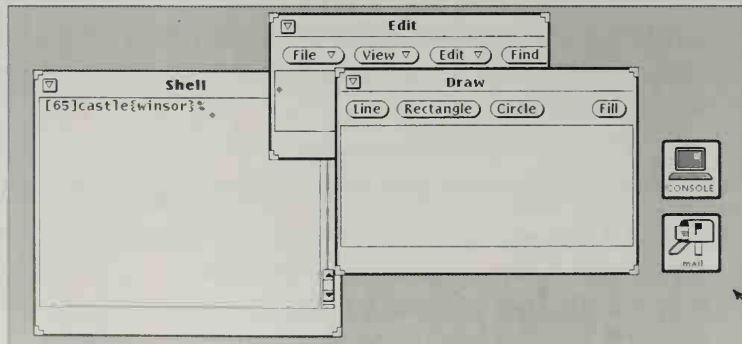 Edit
File View Edit Find
Shell
[65]castle{winsor}%
Draw
Line Rectangle Circle Fill
CONSOLE
mail